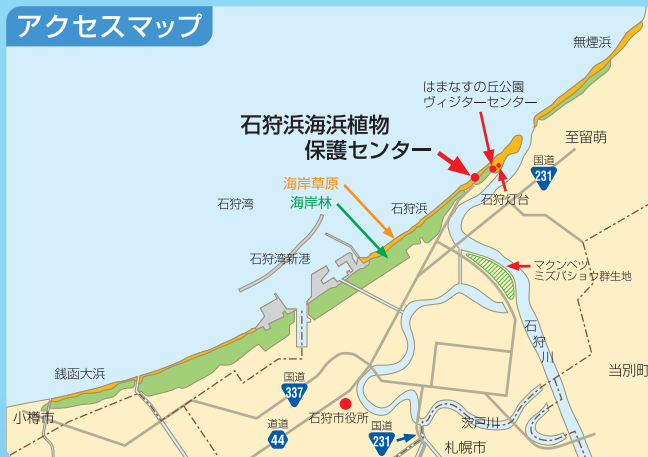 アクセスマップ
無煙浜
はまなすの丘公園
ヴィジターセンター
石狩浜海浜植物
保護センター
至留萌
国道
231
海岸草原
海岸林
石狩湾
石狩浜
石狩灯台
石狩湾新港
マクンベツ
ミズバショウ群生地
石狩川
銭函大浜
当別町
国道
337
小樽市
石狩市役所
道道
44
国道
231
茨戸川
札幌市